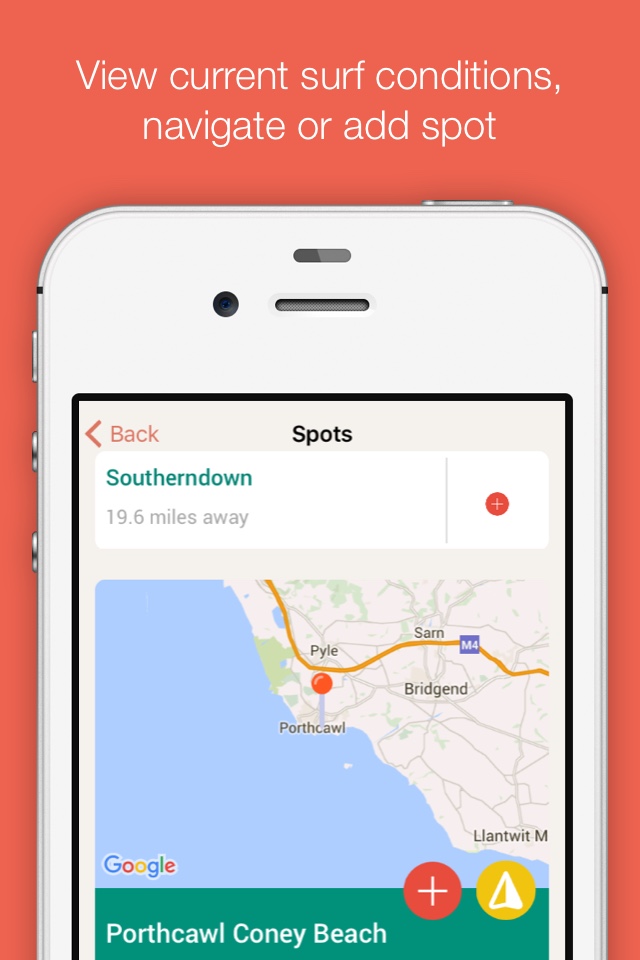 View current surf conditions,
navigate or add spot
Back
Spots
Southerndown
19.6 miles away
Sarn
M4
Pyle
Bridgend
Porthcawl
Llantwit M
Google
Porthcawl Coney Beach